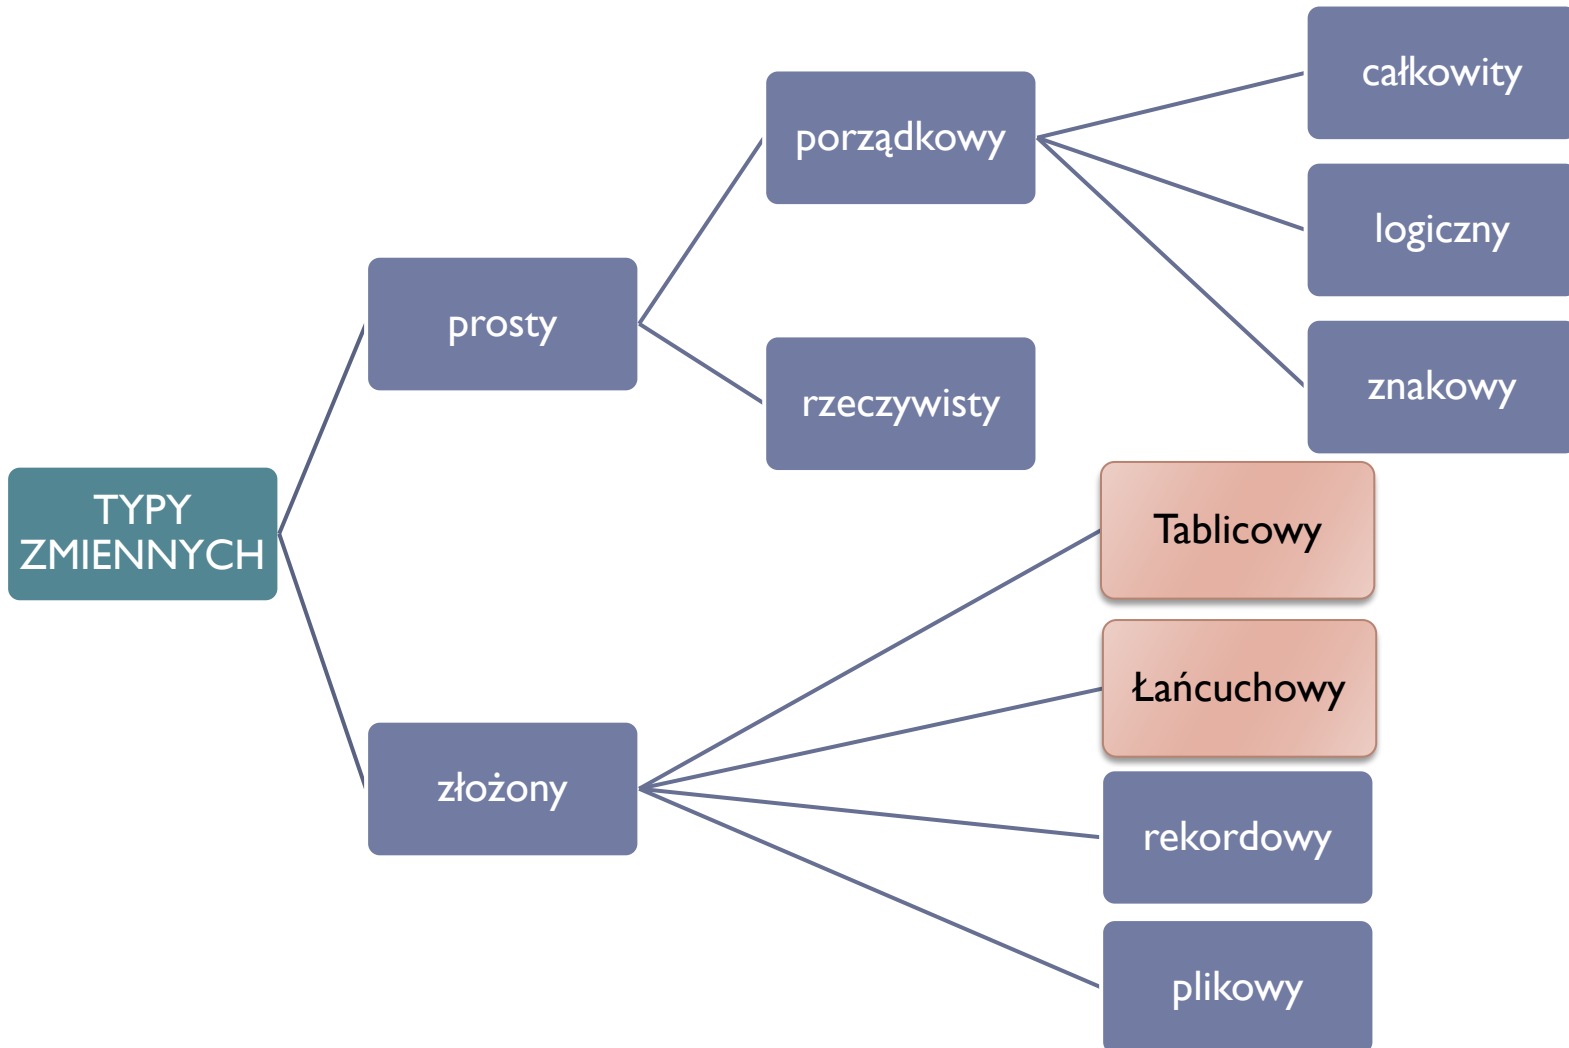 TYPY
ZMIENNYCH
prosty
porządkowy
całkowity
logiczny
znakowy
rzeczywisty
złożony
Tablicowy
Łańcuchowy
rekordowy
plikowy